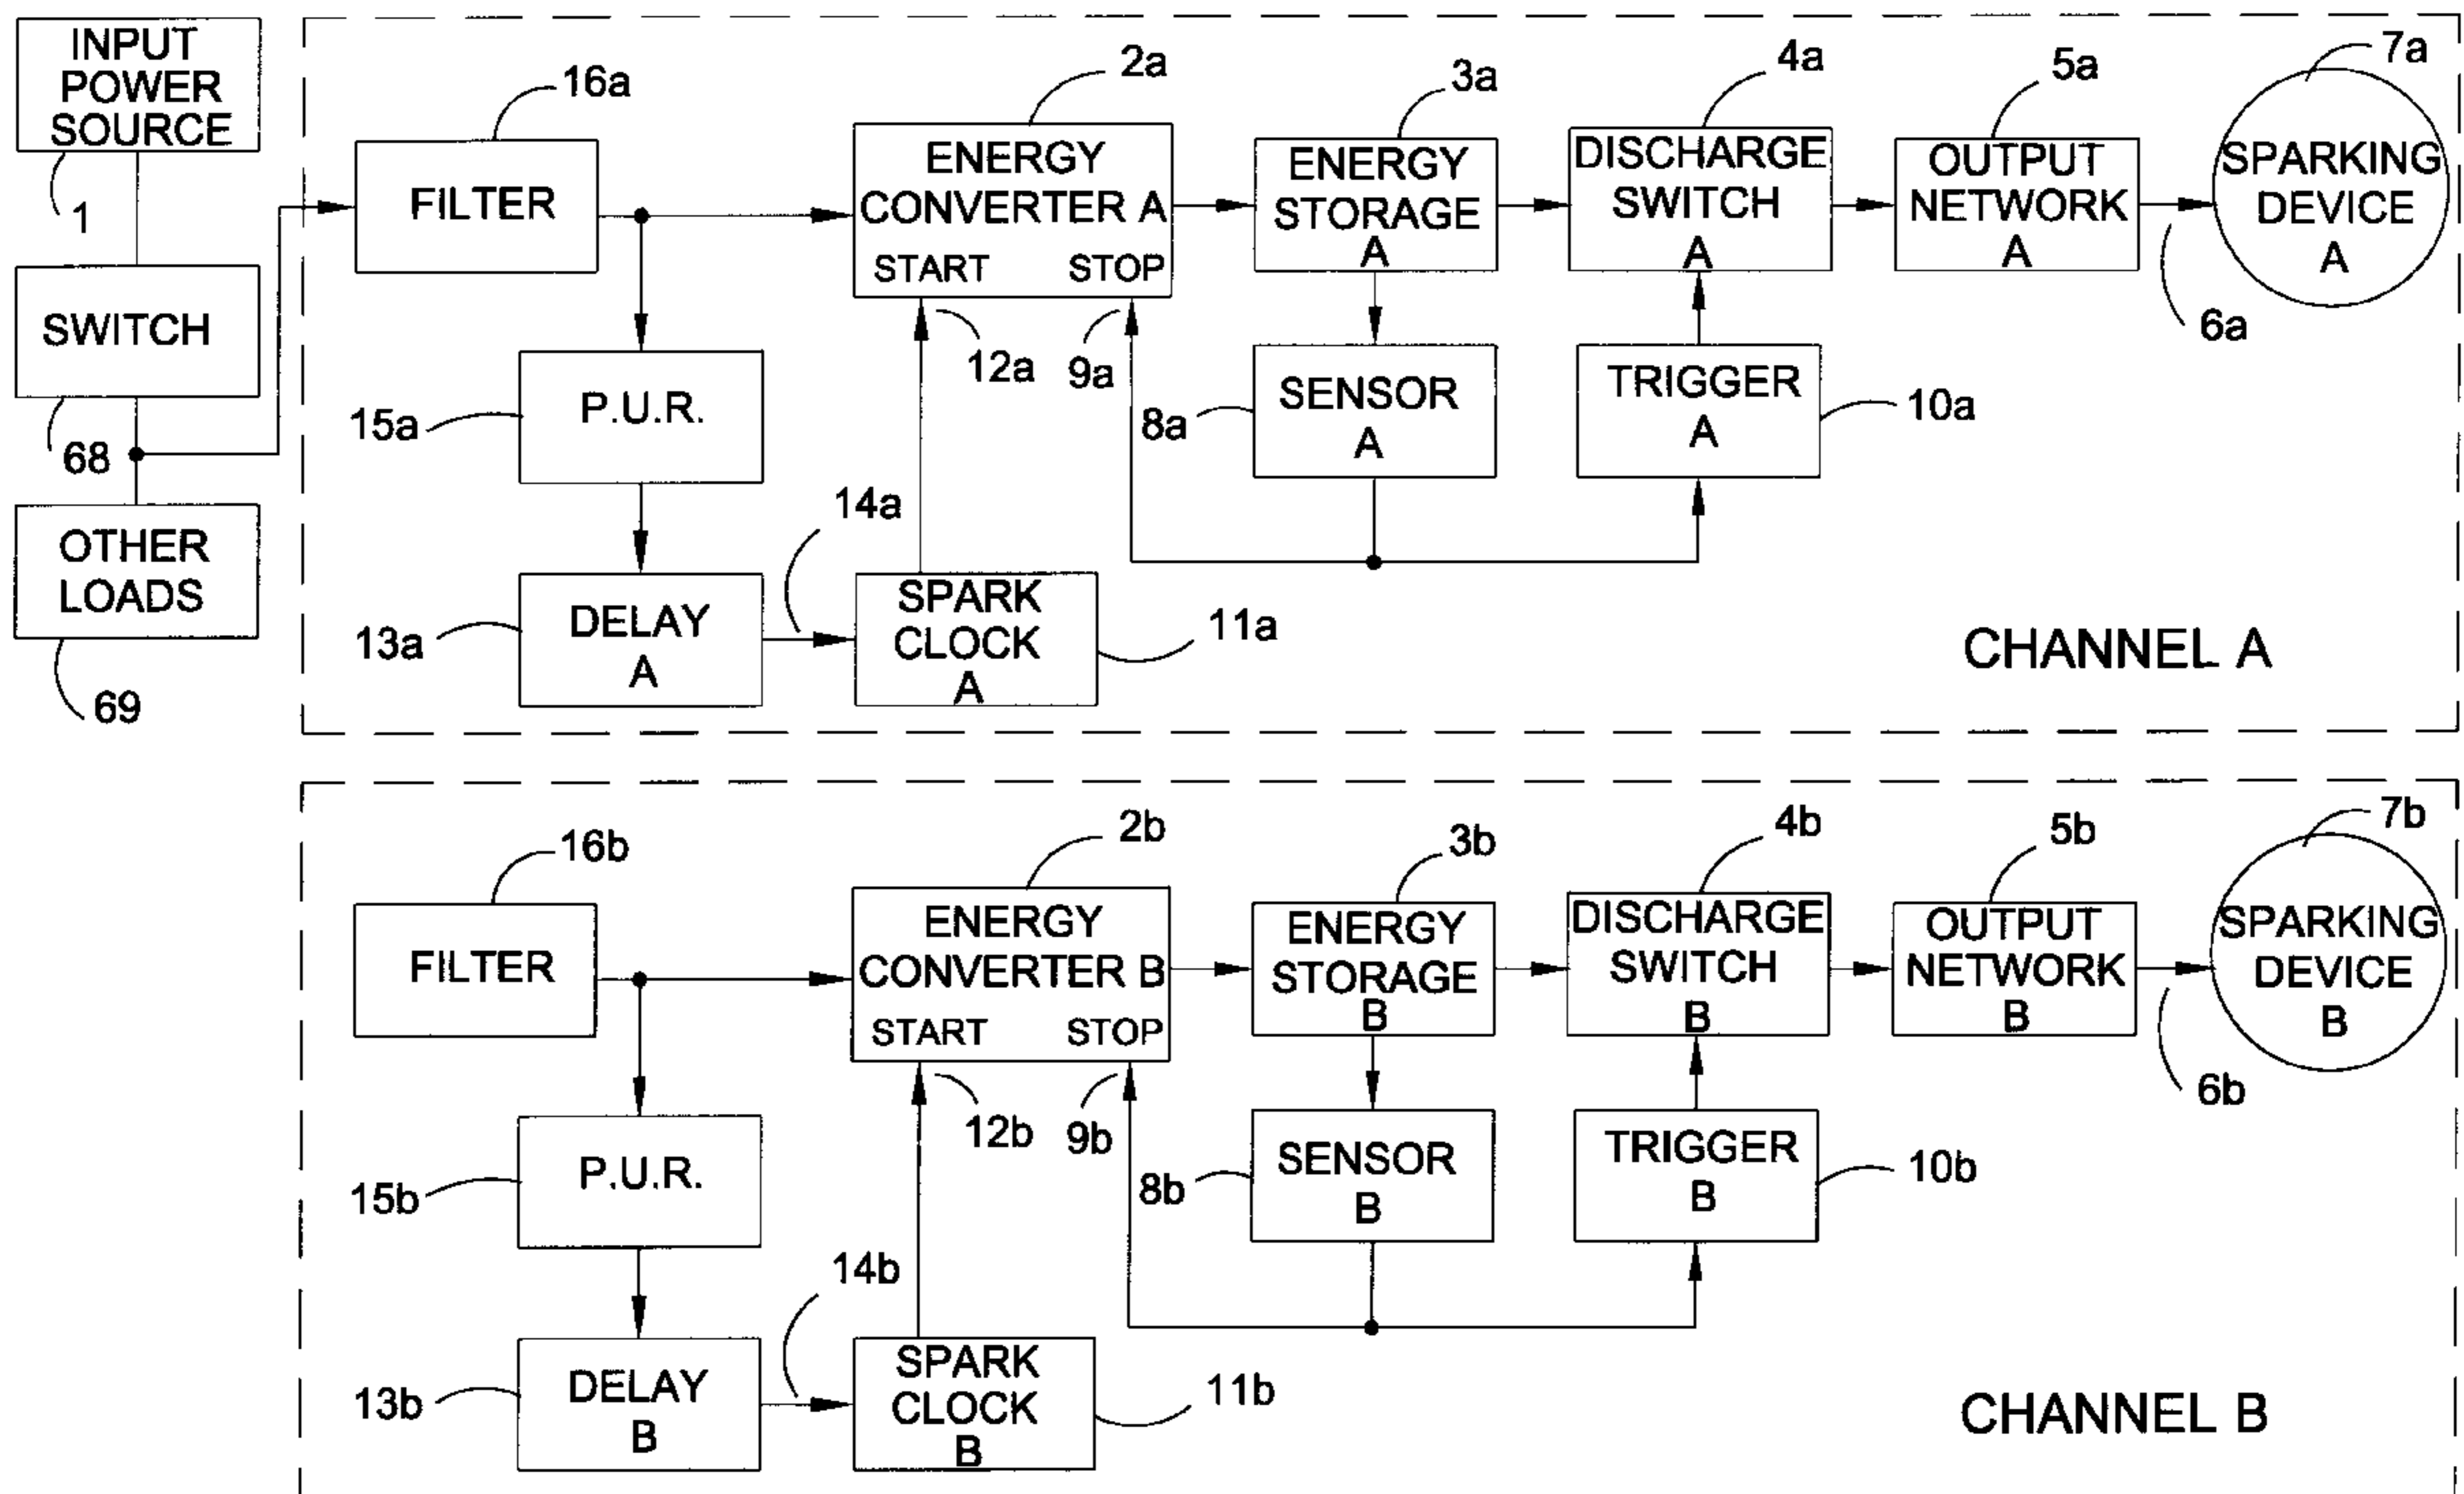 INPUT
POWER
SOURCE
1
SWITCH
68
OTHER
LOADS
69
16a
FILTER
15a
P.U.R.
13a
DELAY
A
14a
2a
ENERGY
CONVERTER A
START STOP
12a
9a
SPARK
CLOCK
A
11a
3a
ENERGY
STORAGE
A
8a
SENSOR
A
4a
DISCHARGE
SWITCH
A
TRIGGER
A
10a
5a
OUTPUT
NETWORK
A
6a
7a
SPARKING
DEVICE
A
CHANNEL A
16b
FILTER
15b
P.U.R.
13b
DELAY
B
14b
2b
ENERGY
CONVERTER B
START STOP
12b
9b
SPARK
CLOCK
B
11b
3b
ENERGY
STORAGE
B
8b
SENSOR
B
4b
DISCHARGE
SWITCH
B
TRIGGER
B
10b
5b
OUTPUT
NETWORK
B
6b
7b
SPARKING
DEVICE
B
CHANNEL B